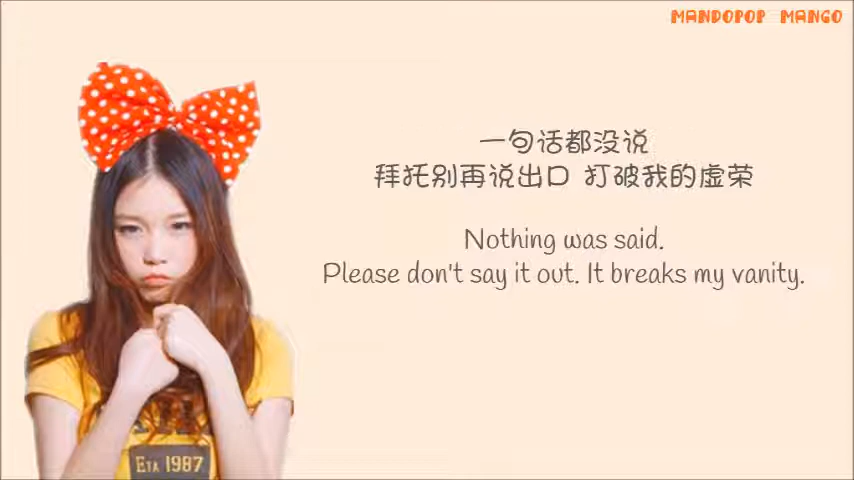 MANDOPOP MANGO
一句话都没说
拜托别再说出口 打破我的虚荣
Nothing was said.
Please don't say it out. It breaks my vanity.
ETA 1987